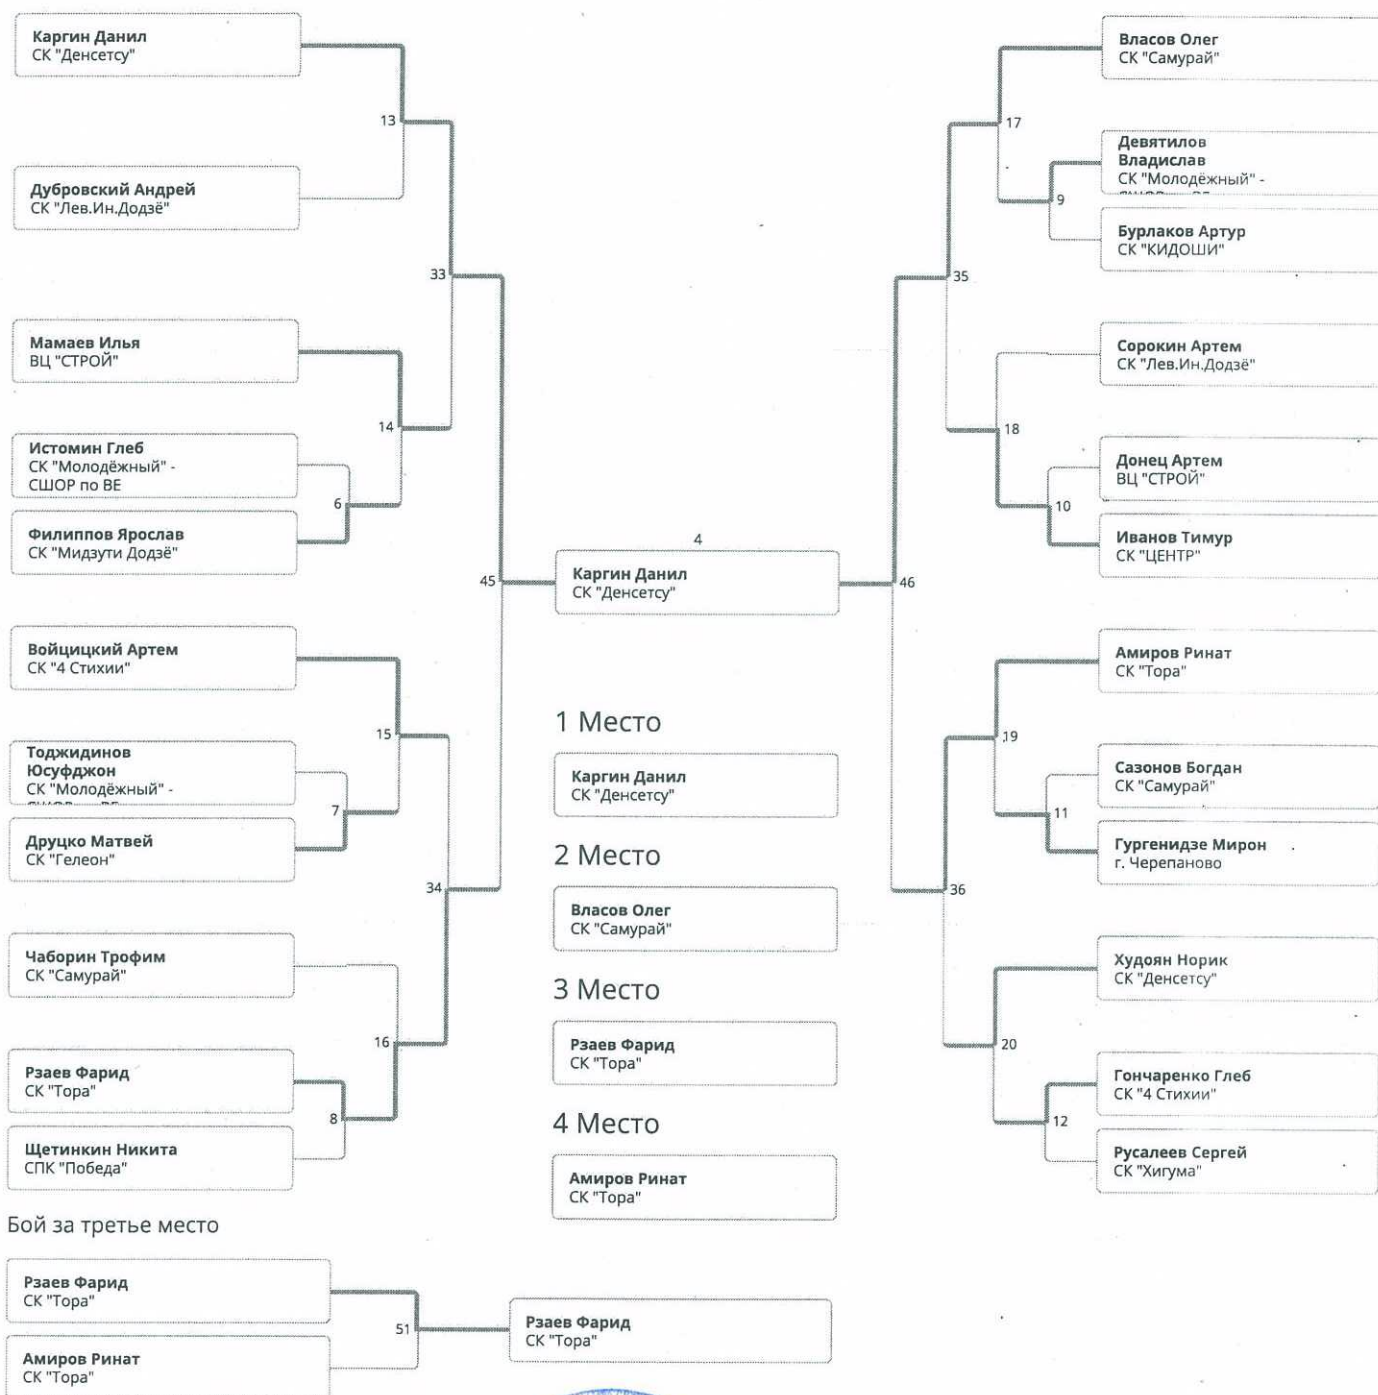 Каргин Данил
СК "Денсетсу"
13
Дубровский Андрей
СК "Лев.Ин.Додзё"
33
Мамаев Илья
ВЦ "СТРОЙ"
14
Истомин Глеб
СК "Молодёжный" -
СШОР по ВЕ
6
Филиппов Ярослав
СК "Мидзути Додзё"
45
Войцицкий Артем
СК "4 Стихии"
15
Тоджидинов
Юсуфджон
СК "Молодёжный" -
7
Друцко Матвей
СК "Гелеон"
34
Чаборин Трофим
СК "Самурай"
16
Рзаев Фарид
СК "Тора"
8
Щетинкин Никита
СПК "Победа"
4
Каргин Данил
СК "Денсетсу"
1 Место
Каргин Данил
СК "Денсетсу"
2 Место
Власов Олег
СК "Самурай"
3 Место
Рзаев Фарид
СК "Тора"
4 Место
Амиров Ринат
СК "Тора"
Власов Олег
СК "Самурай"
17
Девятилов
Владислав
СК "Молодёжный" -
9
Бурлаков Артур
СК "КИДОШИ"
35
Сорокин Артем
СК "Лев.Ин.Додзё"
18
Донец Артем
ВЦ "СТРОЙ"
10
Иванов Тимур
СК "ЦЕНТР"
46
Амиров Ринат
СК "Тора"
19
Сазонов Богдан
СК "Самурай"
11
Гургенидзе Мирон
г. Черепаново
36
Худоян Норик
СК "Денсетсу"
20
Гончаренко Глеб
СК "4 Стихии"
12
Русалеев Сергей
СК "Хигума"
Бой за третье место
Рзаев Фарид
СК "Тора"
51
Амиров Ринат
СК "Тора"
Рзаев Фарид
СК "Тора"